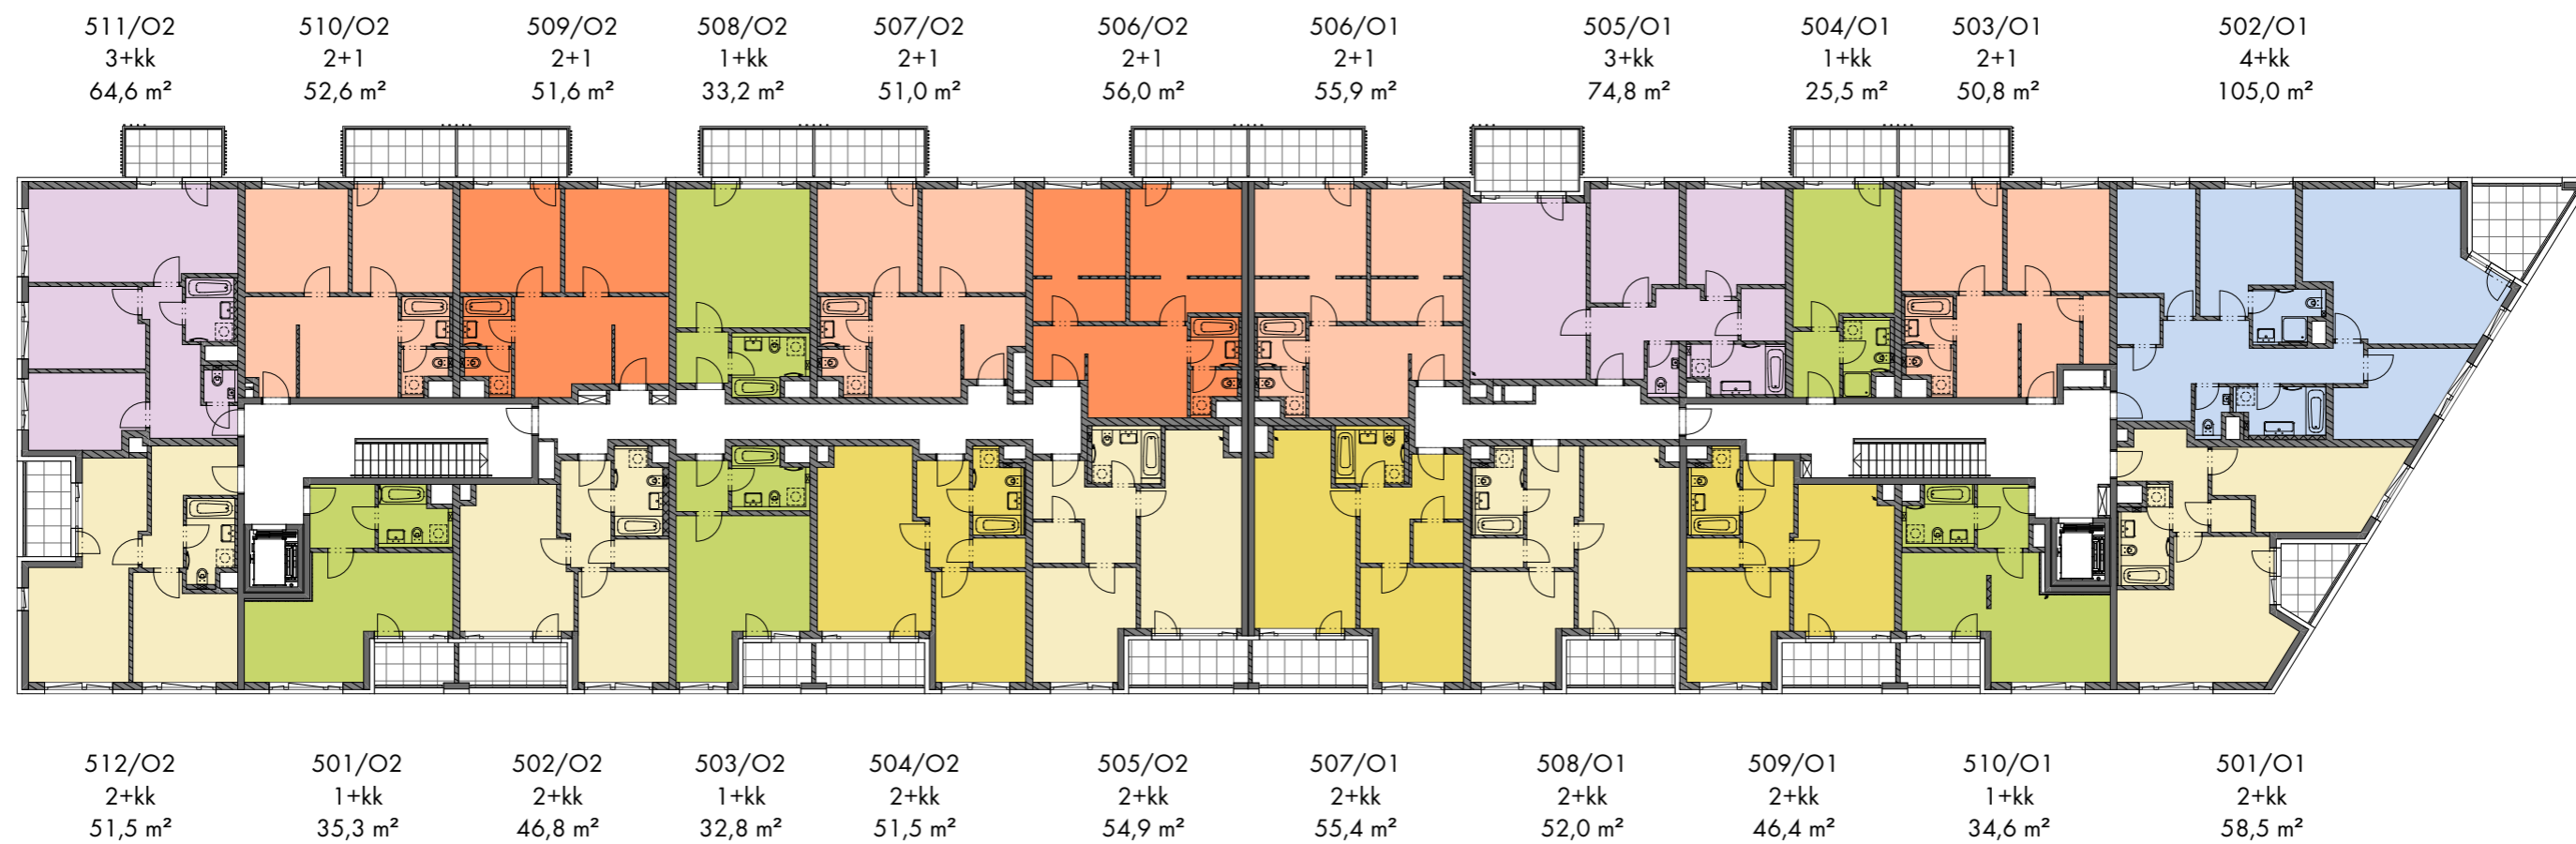 511/O2
3+kk
64,6 m²
510/O2
2+1
52,6 m²
509/O2
2+1
51,6 m²
508/O2
1+kk
33,2 m²
507/O2
2+1
51,0 m²
506/O2
2+1
56,0 m²
506/O1
2+1
55,9 m²
505/O1
3+kk
74,8 m²
504/O1
1+kk
25,5 m²
503/O1
2+1
50,8 m²
502/O1
4+kk
105,0 m²
512/O2
2+kk
51,5 m²
501/O2
1+kk
35,3 m²
502/O2
2+kk
46,8 m²
503/O2
1+kk
32,8 m²
504/O2
2+kk
51,5 m²
505/O2
2+kk
54,9 m²
507/O1
2+kk
55,4 m²
508/O1
2+kk
52,0 m²
509/O1
2+kk
46,4 m²
510/O1
1+kk
34,6 m²
501/O1
2+kk
58,5 m²